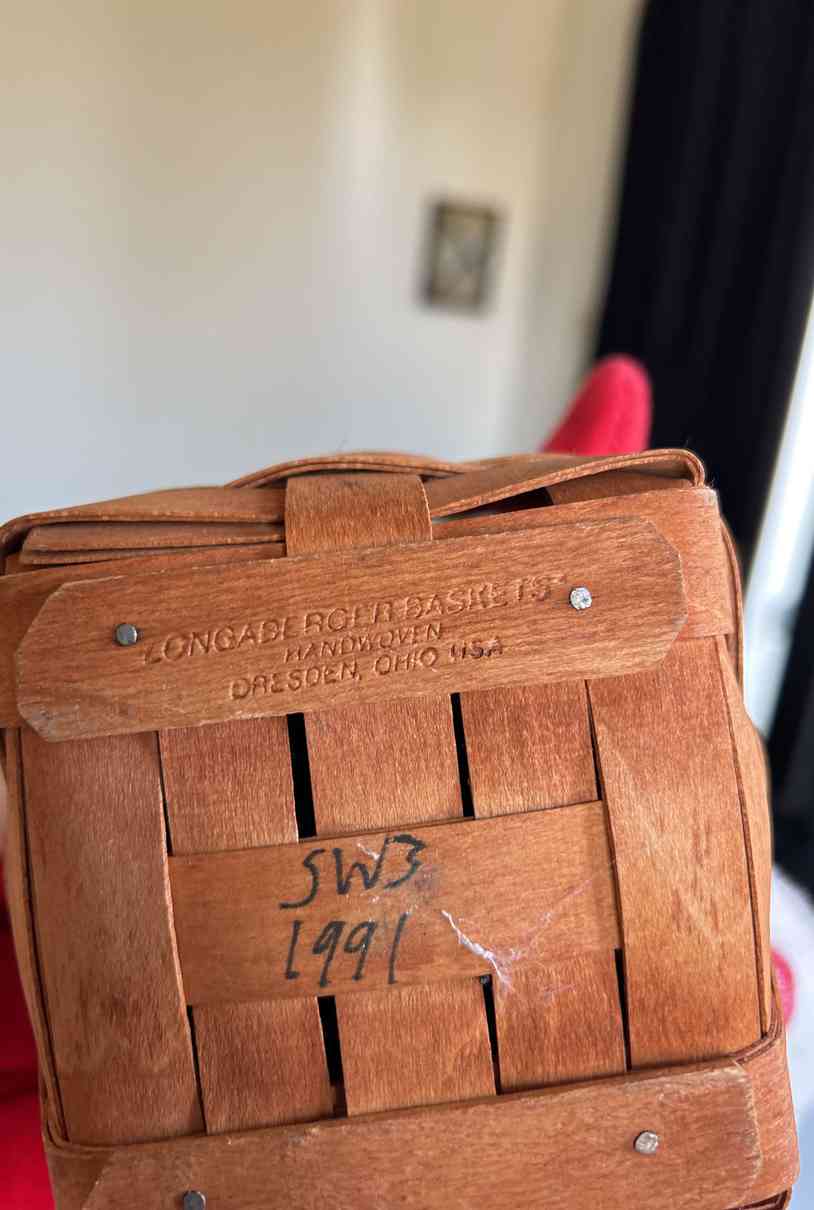 LONGABERGER BASKETS
HANDWOVEN
DRESDEN, OHIO USA
SW3
1991